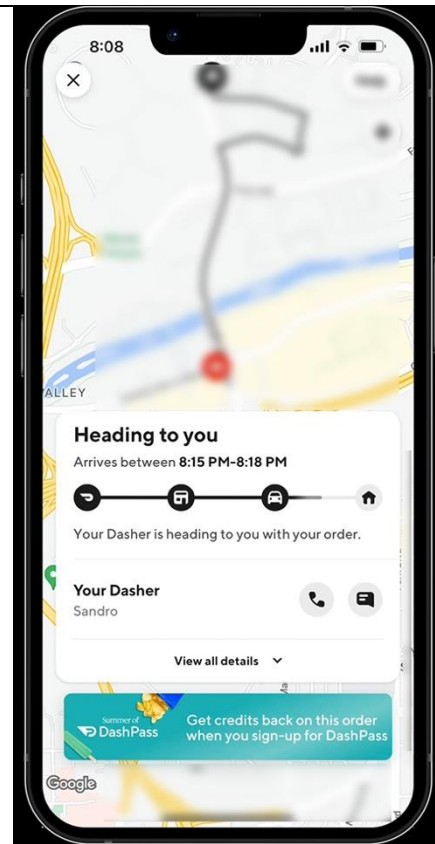 8:08
ALLEY
Heading to you
Arrives between 8:15 PM-8:18 PM
Your Dasher is heading to you with your order.
Your Dasher
Sandro
View all details
Summer of
DashPass
Get credits back on this order
when you sign-up for DashPass
Google